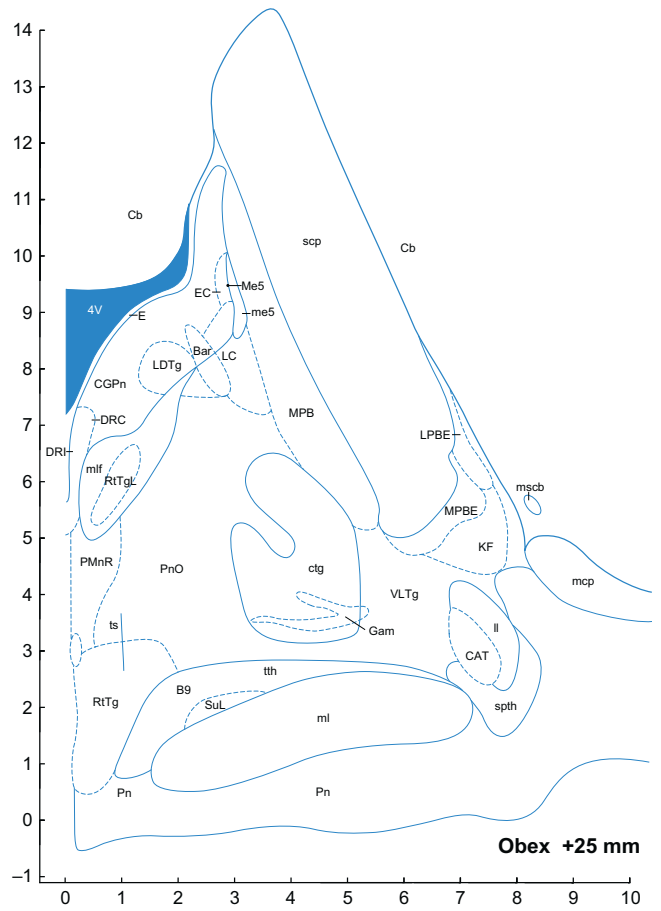 14
13
12
11
10
9
8
7
6
5
4
3
2
1
0
–1
Cb
scp
Cb
4V
E
EC
Me5
me5
Bar
LC
LDTg
CGPn
DRC
MPB
LPBE
DRI
mlf
RtTgL
mscb
MPBE
KF
PMnR
PnO
ctg
VLTg
mcp
ts
Gam
ll
CAT
tth
B9
SuL
RtTg
ml
spth
Pn
Pn
Obex +25 mm
0 1 2 3 4 5 6 7 8 9 10